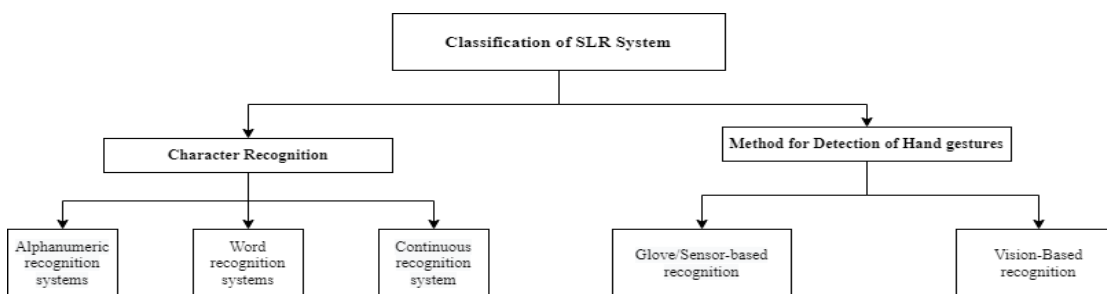 Classification of SLR System
Character Recognition
Method for Detection of Hand gestures
Alphanumeric
recognition
systems
Word
recognition
systems
Continuous
recognition
system
Glove/Sensor-based
recognition
Vision-Based
recognition